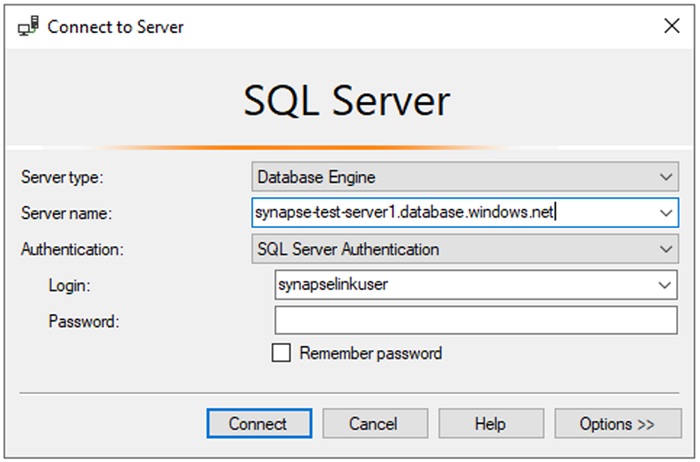 Connect to Server
SQL Server
Server type: Database Engine
Server name: synapse-test-server1.database.windows.net
Authentication: SQL Server Authentication
Login: synapselinkuser
Password:
Remember password
Connect Cancel Help Options >>